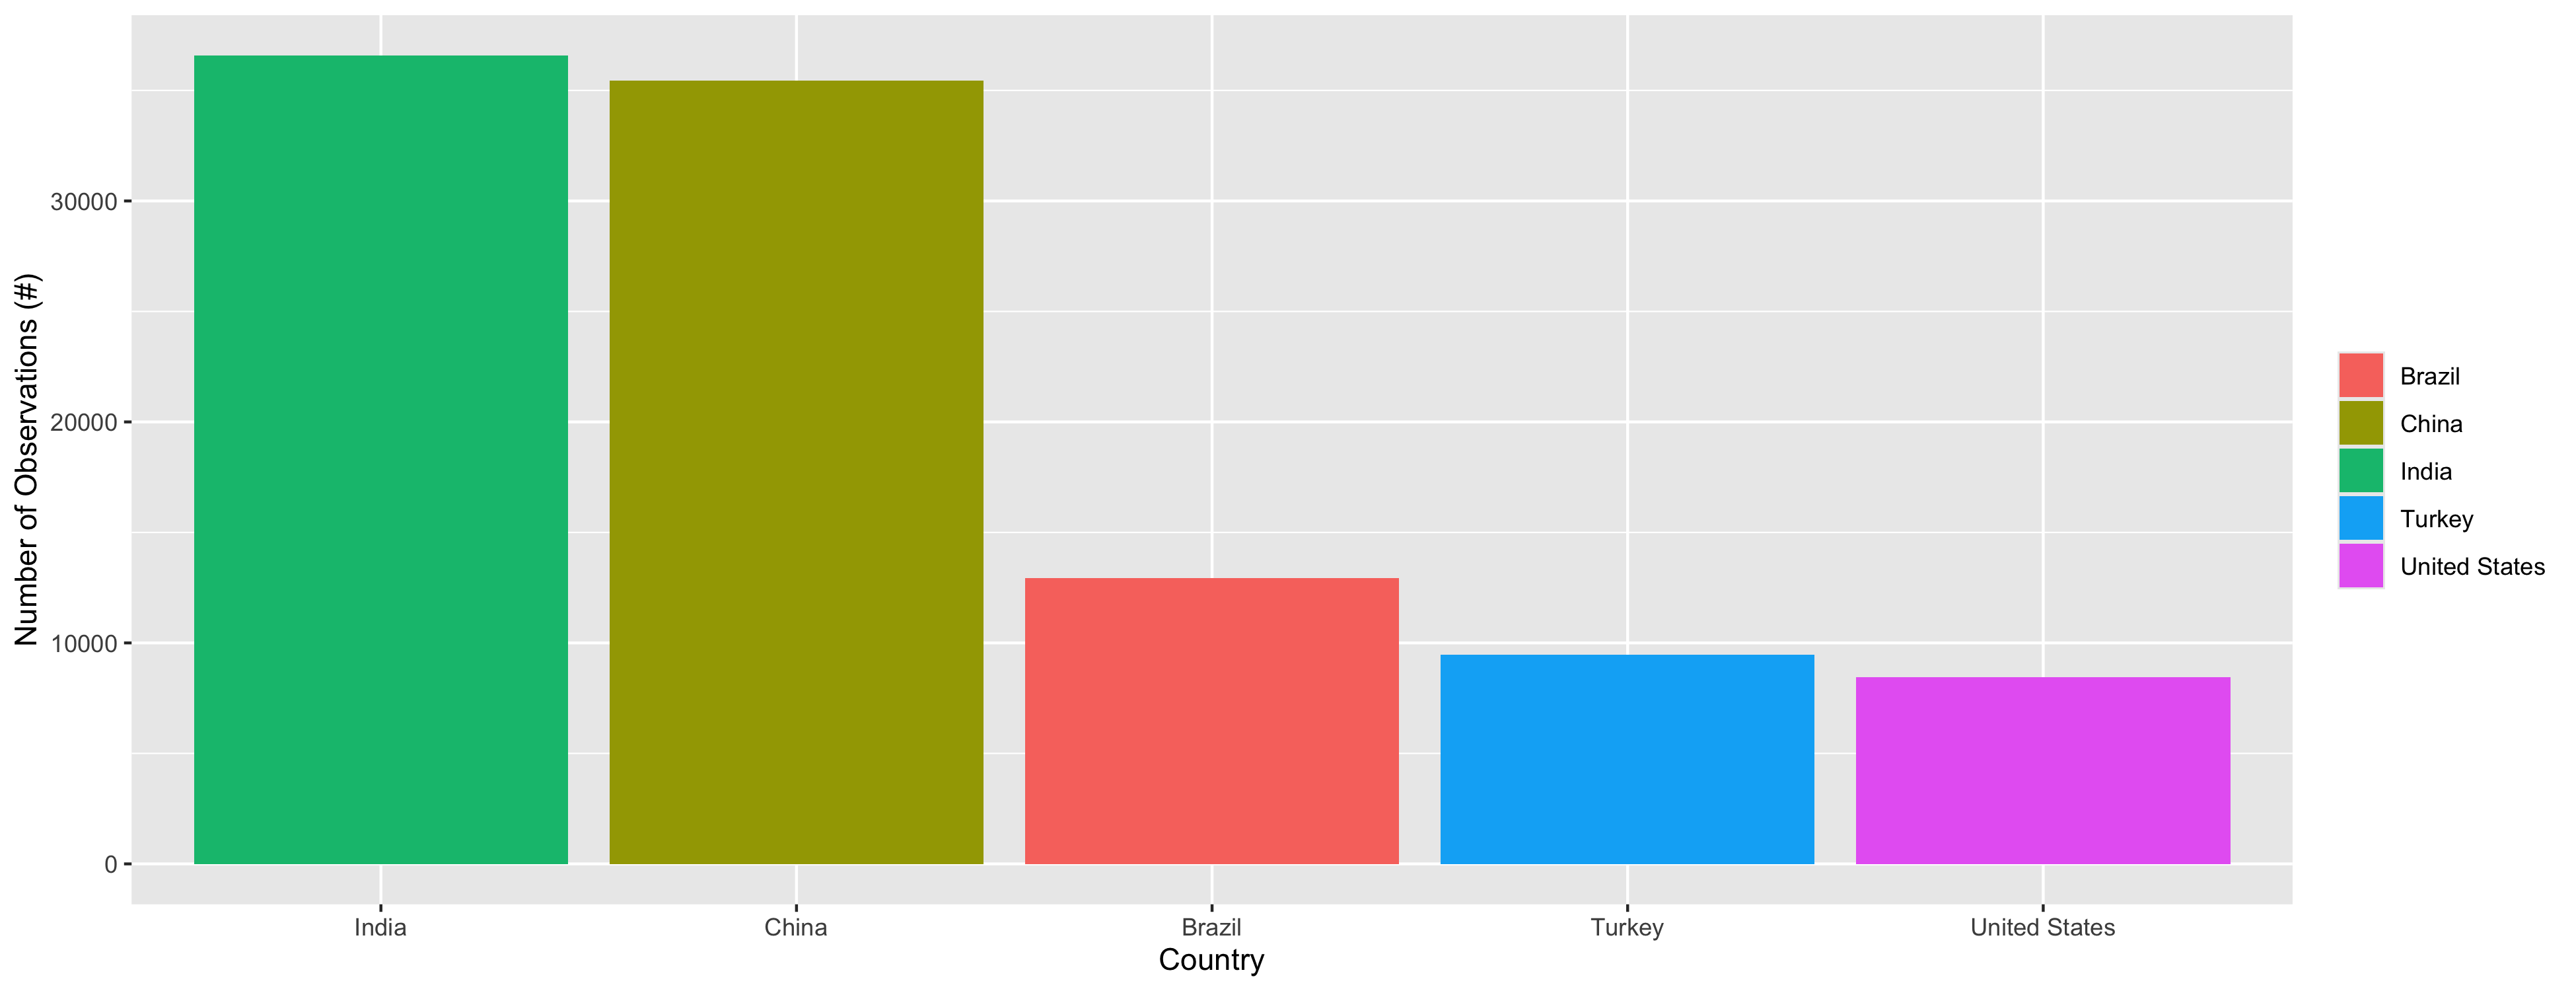 Number of Observations (#)
30000
20000
10000
0
India
China
Brazil
Turkey
United States
Country
Brazil
China
India
Turkey
United States